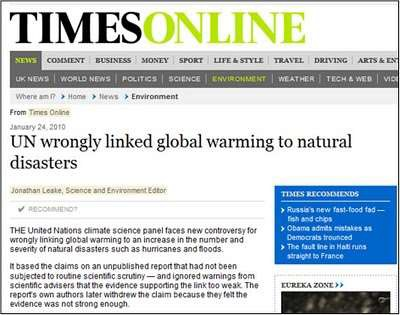 TIMESONLINE
NEWS COMMENT BUSINESS MONEY SPORT LIFE & STYLE TRAVEL DRIVING ARTS & ENT
UK NEWS WORLD NEWS POLITICS SCIENCE ENVIRONMENT WEATHER TECH & WEB VIDE
Where am I? Home News Environment
From Times Online
January 24, 2010
UN wrongly linked global warming to natural
disasters
Jonathan Leake, Science and Environment Editor
RECOMMEND?
THE United Nations climate science panel faces new controversy for
wrongly linking global warming to an increase in the number and
severity of natural disasters such as hurricanes and floods.
It based the claims on an unpublished report that had not been
subjected to routine scientific scrutiny — and ignored warnings from
scientific advisers that the evidence supporting the link too weak. The
report's own authors later withdrew the claim because they felt the
evidence was not strong enough.
TIMES RECOMMENDS
Russia's new fast-food fad —
fish and chips
Obama admits mistakes as
Democrats trounced
The fault line in Haiti runs
straight to France
EUREKA ZONE